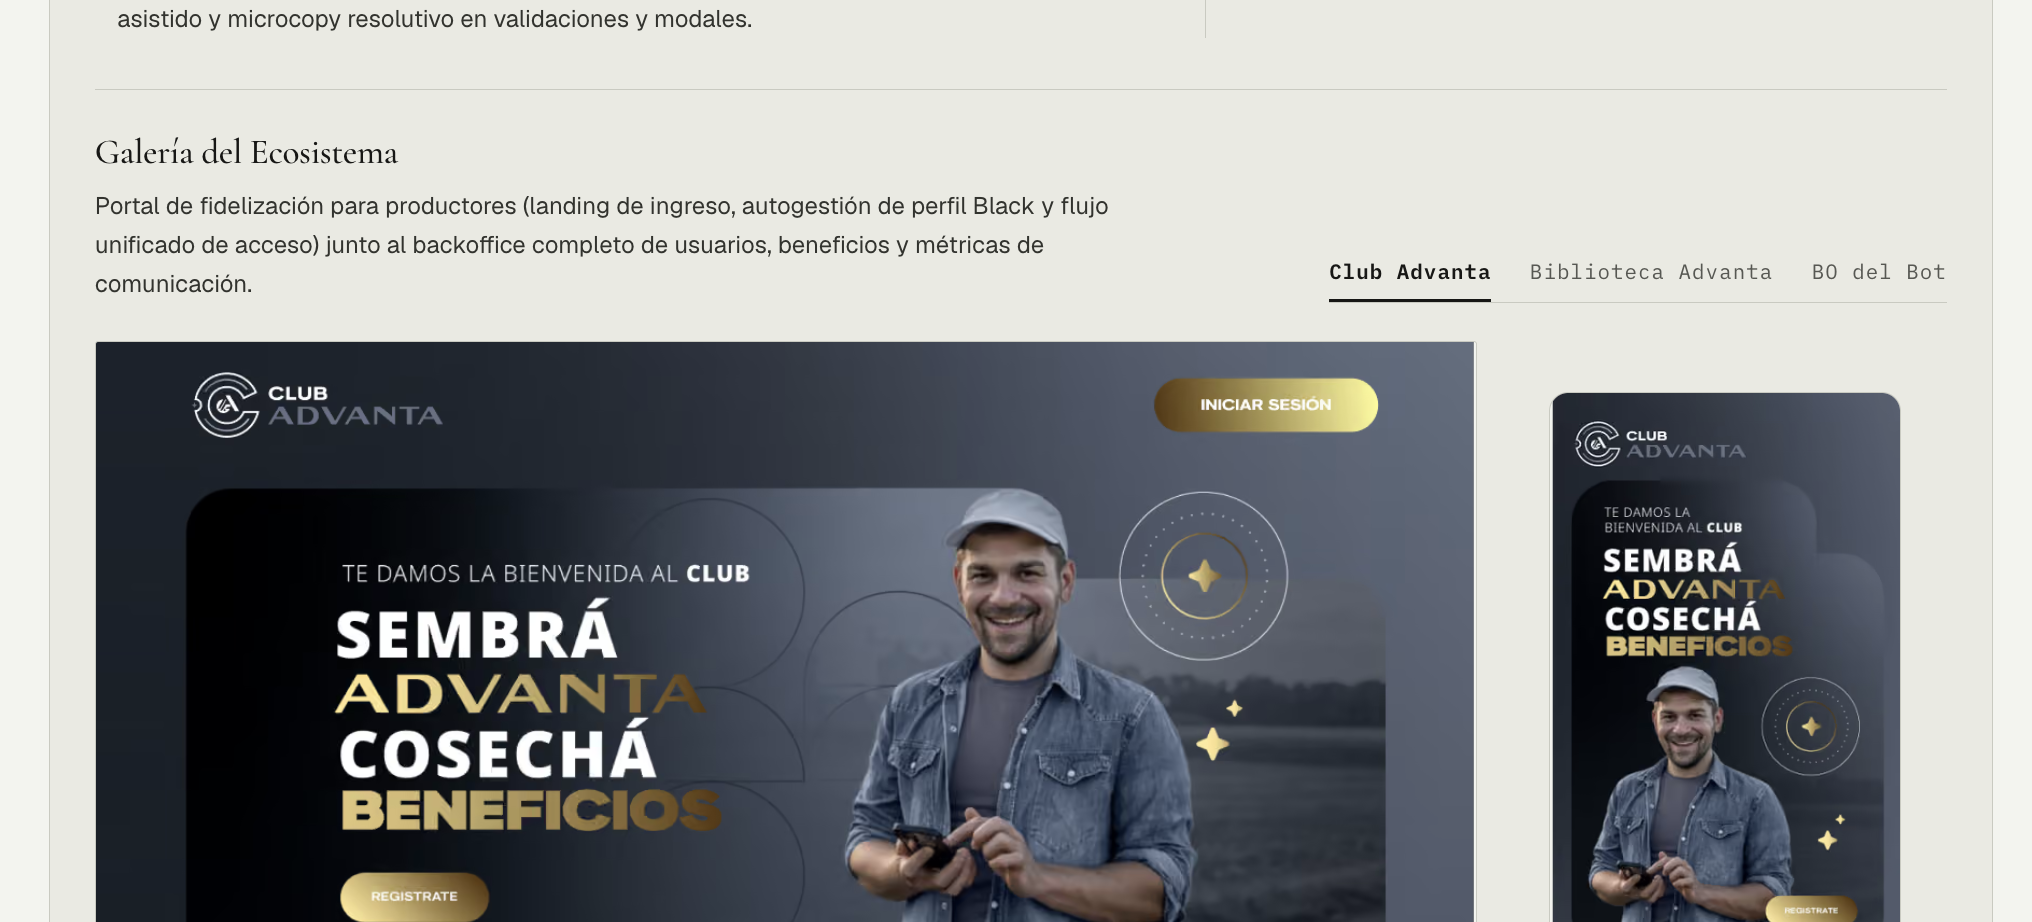 asistido y microcopy resolutivo en validaciones y modales.
Galería del Ecosistema
Portal de fidelización para productores (landing de ingreso, autogestión de perfil Black y flujo
unificado de acceso) junto al backoffice completo de usuarios, beneficios y métricas de
comunicación.
Club Advanta
Biblioteca Advanta
BO del Bot
CLUB
ADVANTA
INICIAR SESIÓN
TE DAMOS LA BIENVENIDA AL CLUB
SEMBRÁ
ADVANTA
COSECHÁ
BENEFICIOS
REGISTRATE
CLUB
ADVANTA
TE DAMOS LA
BIENVENIDA AL CLUB
SEMBRÁ
ADVANTA
COSECHÁ
BENEFICIOS
REGISTRATE